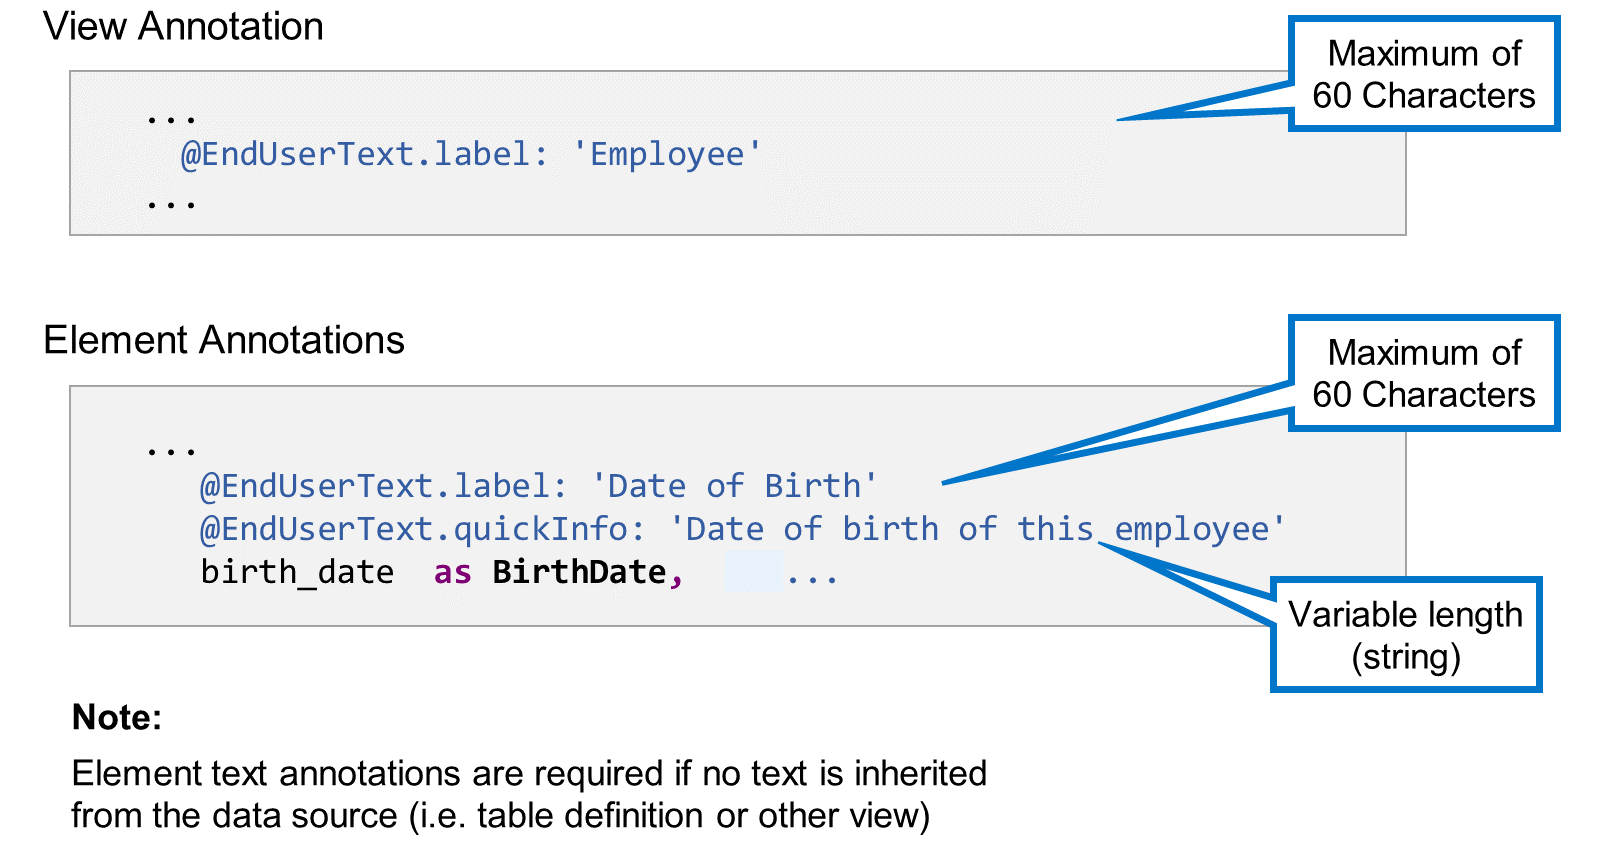 View Annotation
Maximum of
60 Characters
...
@EndUserText.label: 'Employee'
...
Element Annotations
Maximum of
60 Characters
...
@EndUserText.label: 'Date of Birth'
@EndUserText.quickInfo: 'Date of birth of this employee'
birth_date as BirthDate, ...
Variable length
(string)
Note:
Element text annotations are required if no text is inherited
from the data source (i.e. table definition or other view)